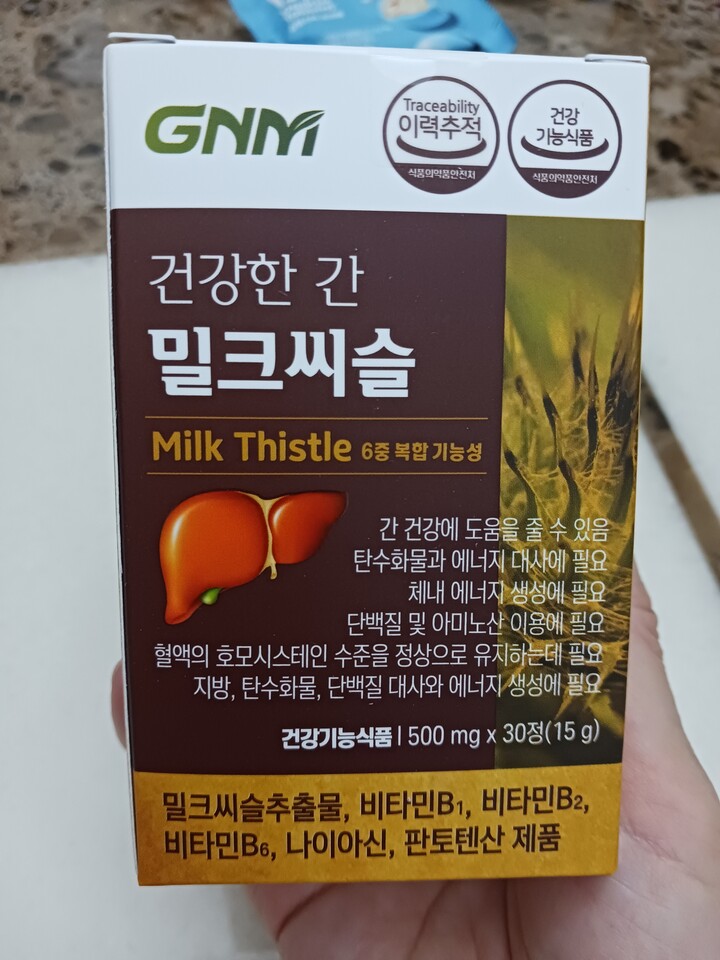 GNM
Traceability
이력추적
식품의약품안전처
건강
기능식품
식품의약품안전처
건강한 간
밀크씨슬
Milk Thistle 6중 복합 기능성
간 건강에 도움을 줄 수 있음
탄수화물과 에너지 대사에 필요
체내 에너지 생성에 필요
단백질 및 아미노산 이용에 필요
혈액의 호모시스테인 수준을 정상으로 유지하는데 필요
지방, 탄수화물, 단백질 대사와 에너지 생성에 필요
건강기능식품 | 500 mg x 30정(15 g)
밀크씨슬추출물, 비타민B1, 비타민B2,
비타민B6, 나이아신, 판토텐산 제품